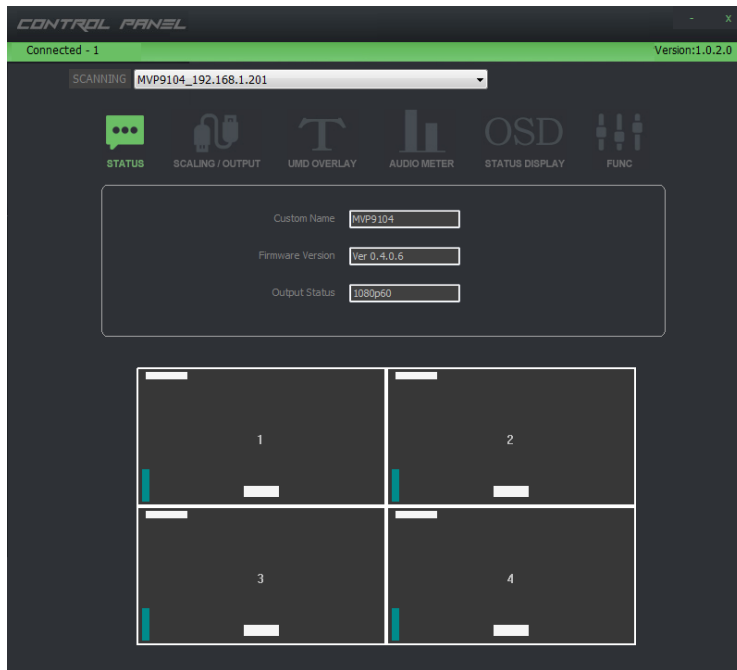 CONTROL PANEL - x
Connected - 1 Version:1.0.2.0
SCANNING MVP9104_192.168.1.201
OSD
STATUS SCALING / OUTPUT UMD OVERLAY AUDIO METER STATUS DISPLAY FUNC
Custom Name MVP9104
Firmware Version Ver 0.4.0.6
Output Status 1080p60
1 2
3 4